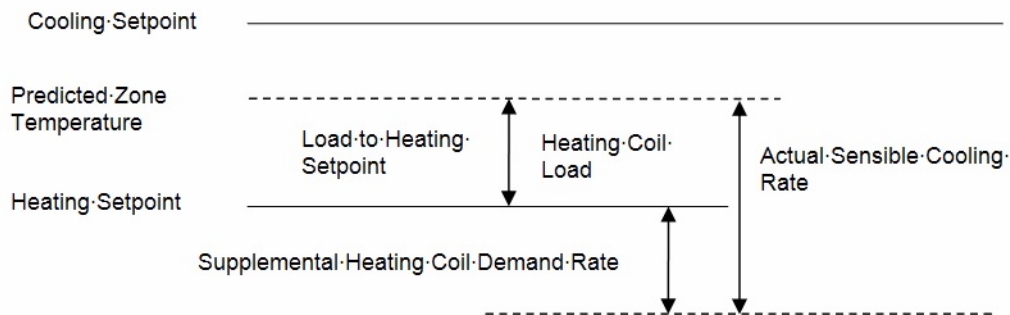 Cooling·Setpoint
Predicted·Zone
Temperature
Load·to·Heating·
Setpoint
Heating·Coil·
Load
Actual·Sensible·Cooling·
Rate
Heating·Setpoint
Supplemental·Heating·Coil·Demand·Rate